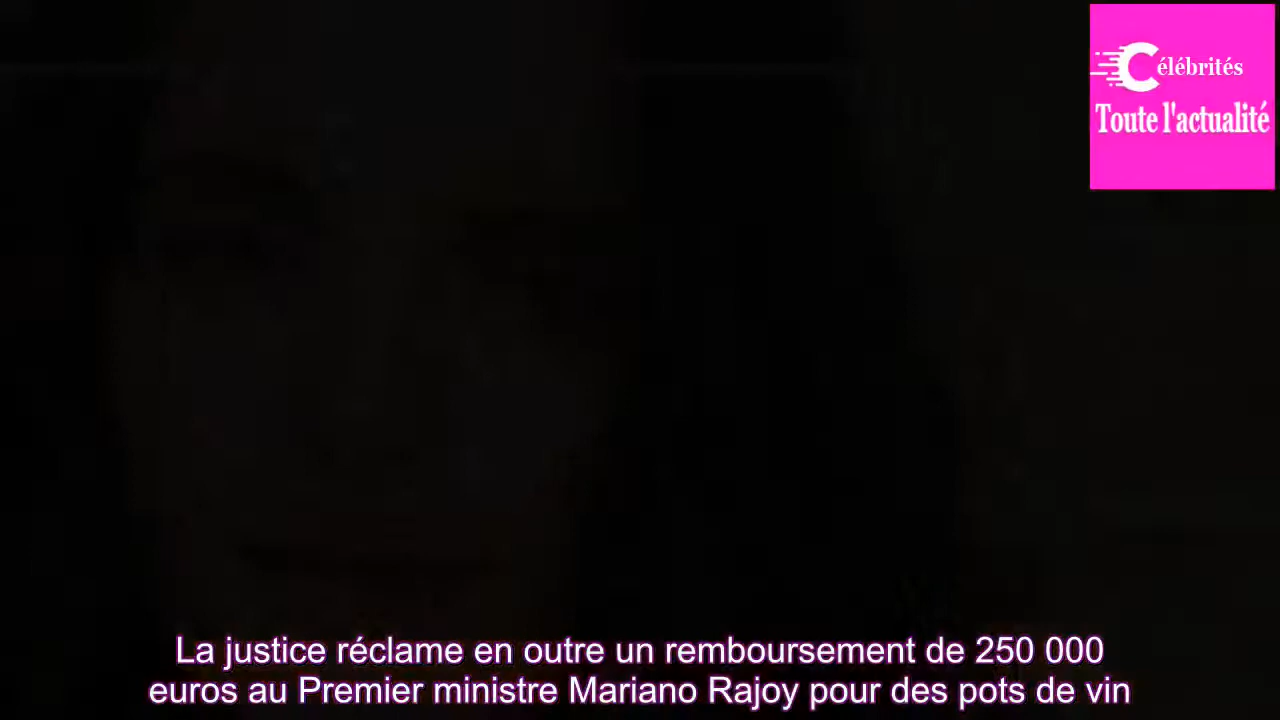 Célébrités
Toute l'actualité
La justice réclame en outre un remboursement de 250 000
euros au Premier ministre Mariano Rajoy pour des pots de vin